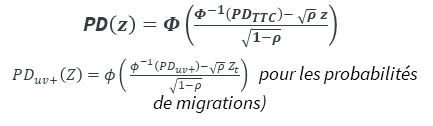 PD(z) = Φ ( (Φ⁻¹(PD_TTC) − √ρ z) / √(1−ρ) )
PD_uv+(Z) = ϕ ( (ϕ⁻¹(PD_uv+) − √ρ Z_t) / √(1−ρ) ) pour les probabilités
de migrations)